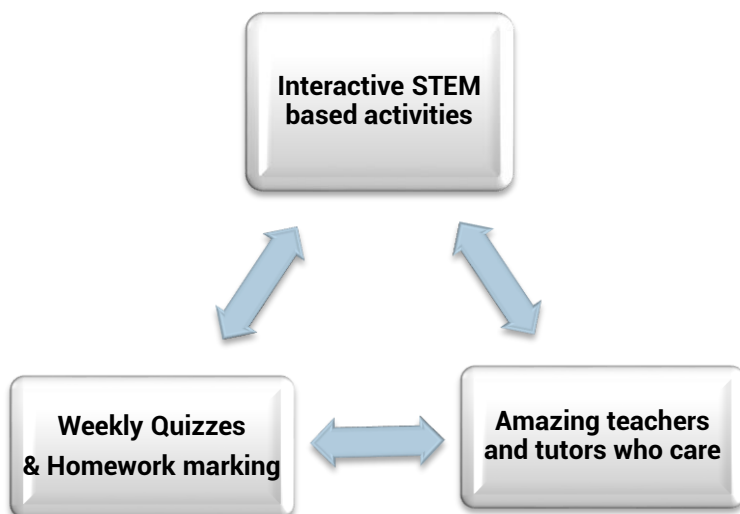 Interactive STEM
based activities
Weekly Quizzes
& Homework marking
Amazing teachers
and tutors who care